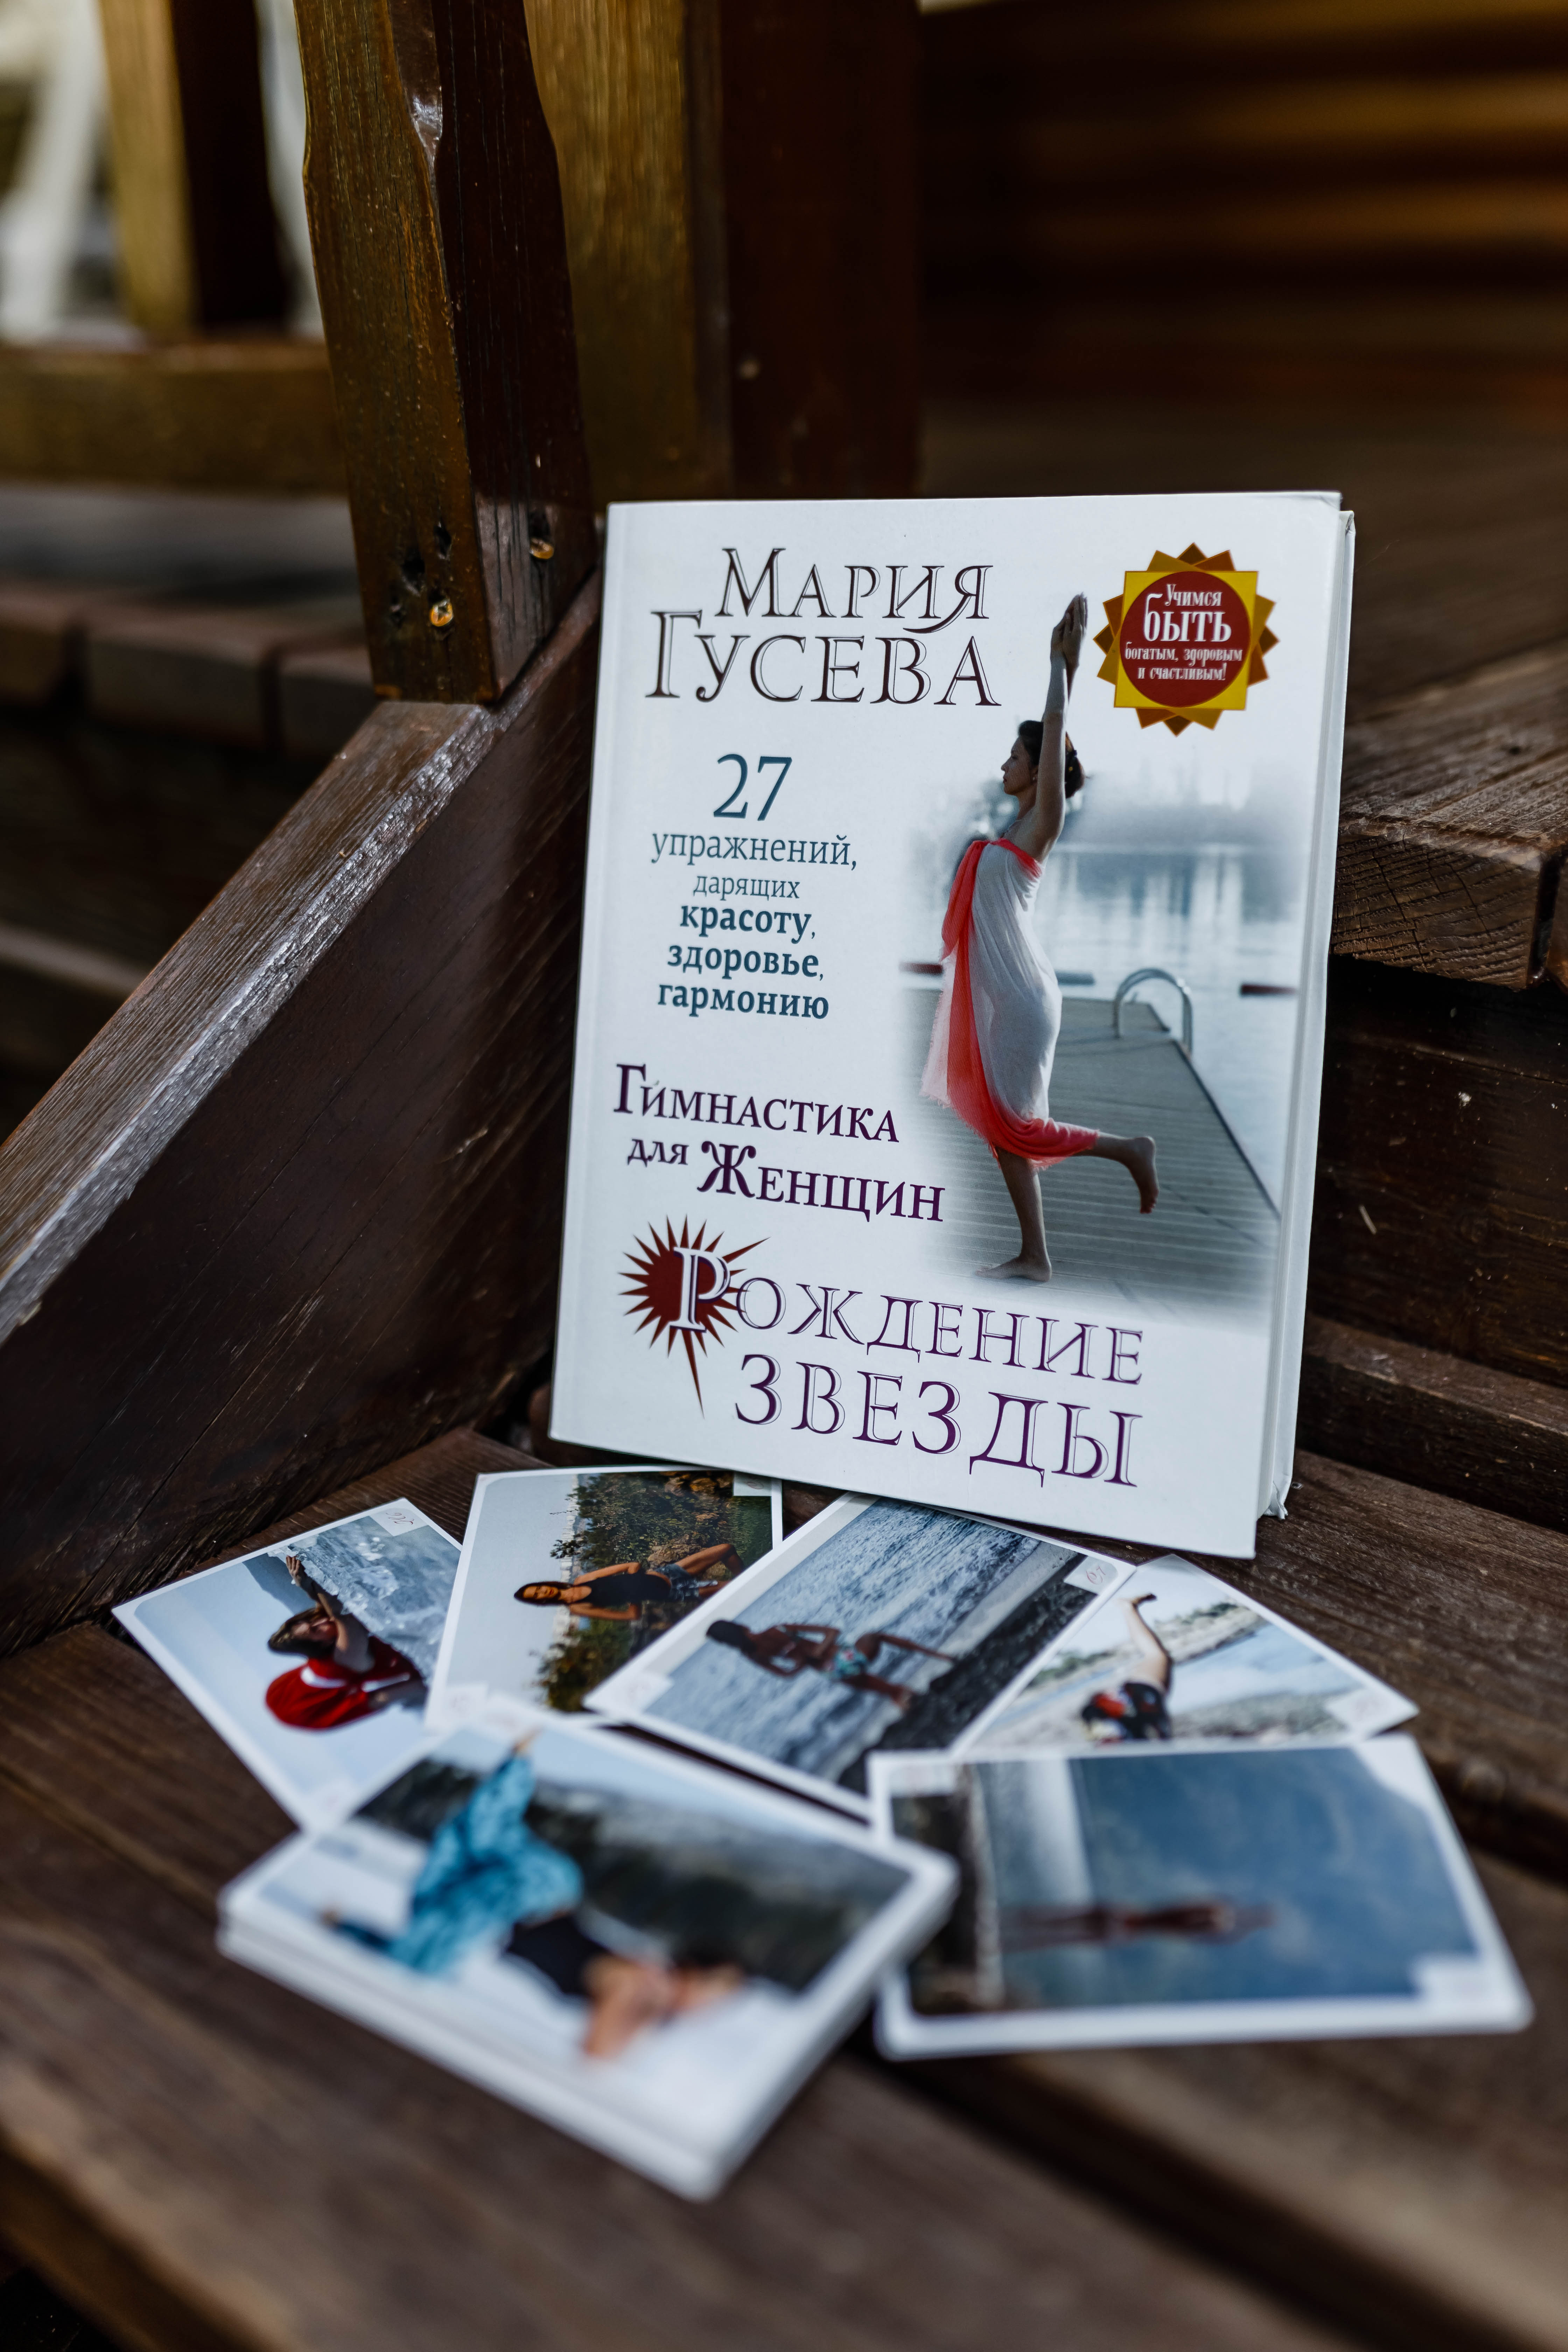 Мария
Гусева
Учимся
быть
богатым, здоровым
и счастливым!
27
упражнений,
дарящих
красоту,
здоровье,
гармонию
Гимнастика
для Женщин
Рождение
звезды